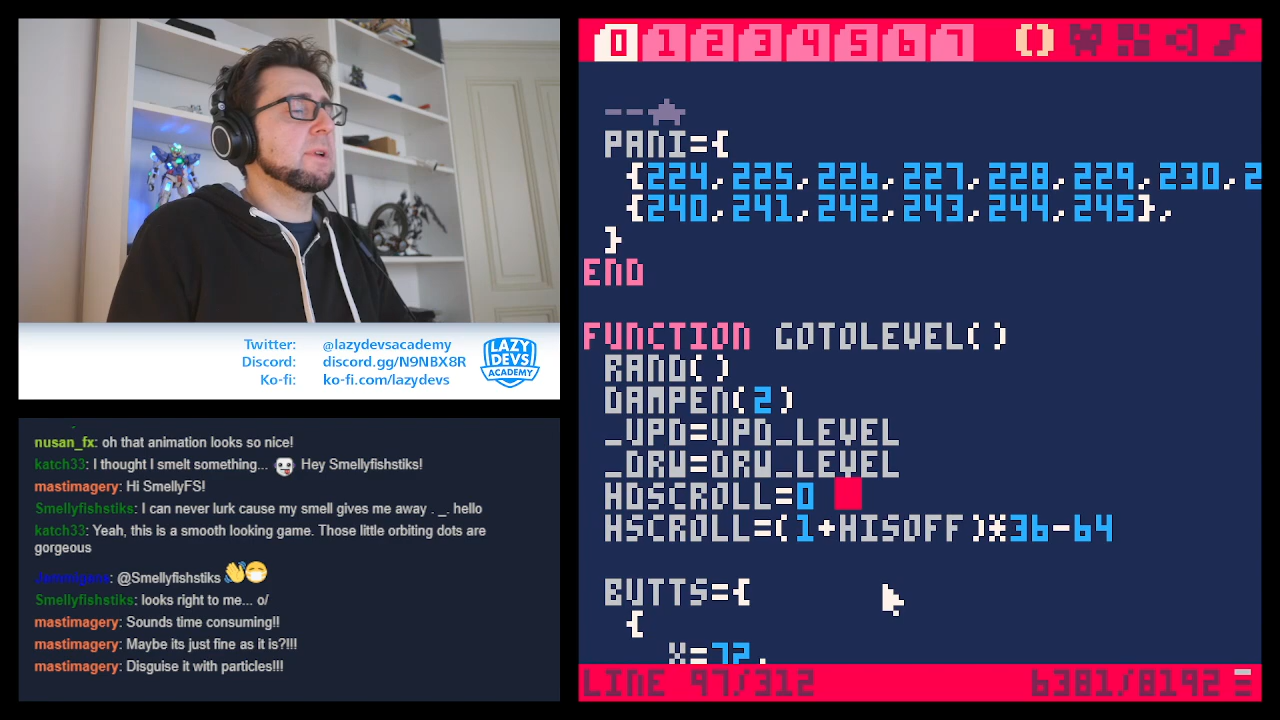 Twitter: @lazydevsacademy
Discord: discord.gg/N9NBX8R
Ko-fi: ko-fi.com/lazydevs
LAZY DEVS ACADEMY
nusan_fx: oh that animation looks so nice!
katch33: I thought I smelt something... Hey Smellyfishstiks!
mastimagery: Hi SmellyFS!
Smellyfishstiks: I can never lurk cause my smell gives me away . _. hello
katch33: Yeah, this is a smooth looking game. Those little orbiting dots are
gorgeous
@Smellyfishstiks
Smellyfishstiks: looks right to me... o/
mastimagery: Sounds time consuming!!
mastimagery: Maybe its just fine as it is?!!!
mastimagery: Disguise it with particles!!!
0 1 2 3 4 5 6 7 ()
--
PANI={
{224,225,226,227,228,229,230,2
{240,241,242,243,244,245},
}
END
FUNCTION GOTOLEVEL()
RAND()
DAMPEN(2)
_UPD=UPD_LEVEL
_DRW=DRW_LEVEL
HDSCROLL=0
HSCROLL=(1+HISOFF)*36-64
BUTTS={
{
X=72,
LINE 97/312
6381/8192